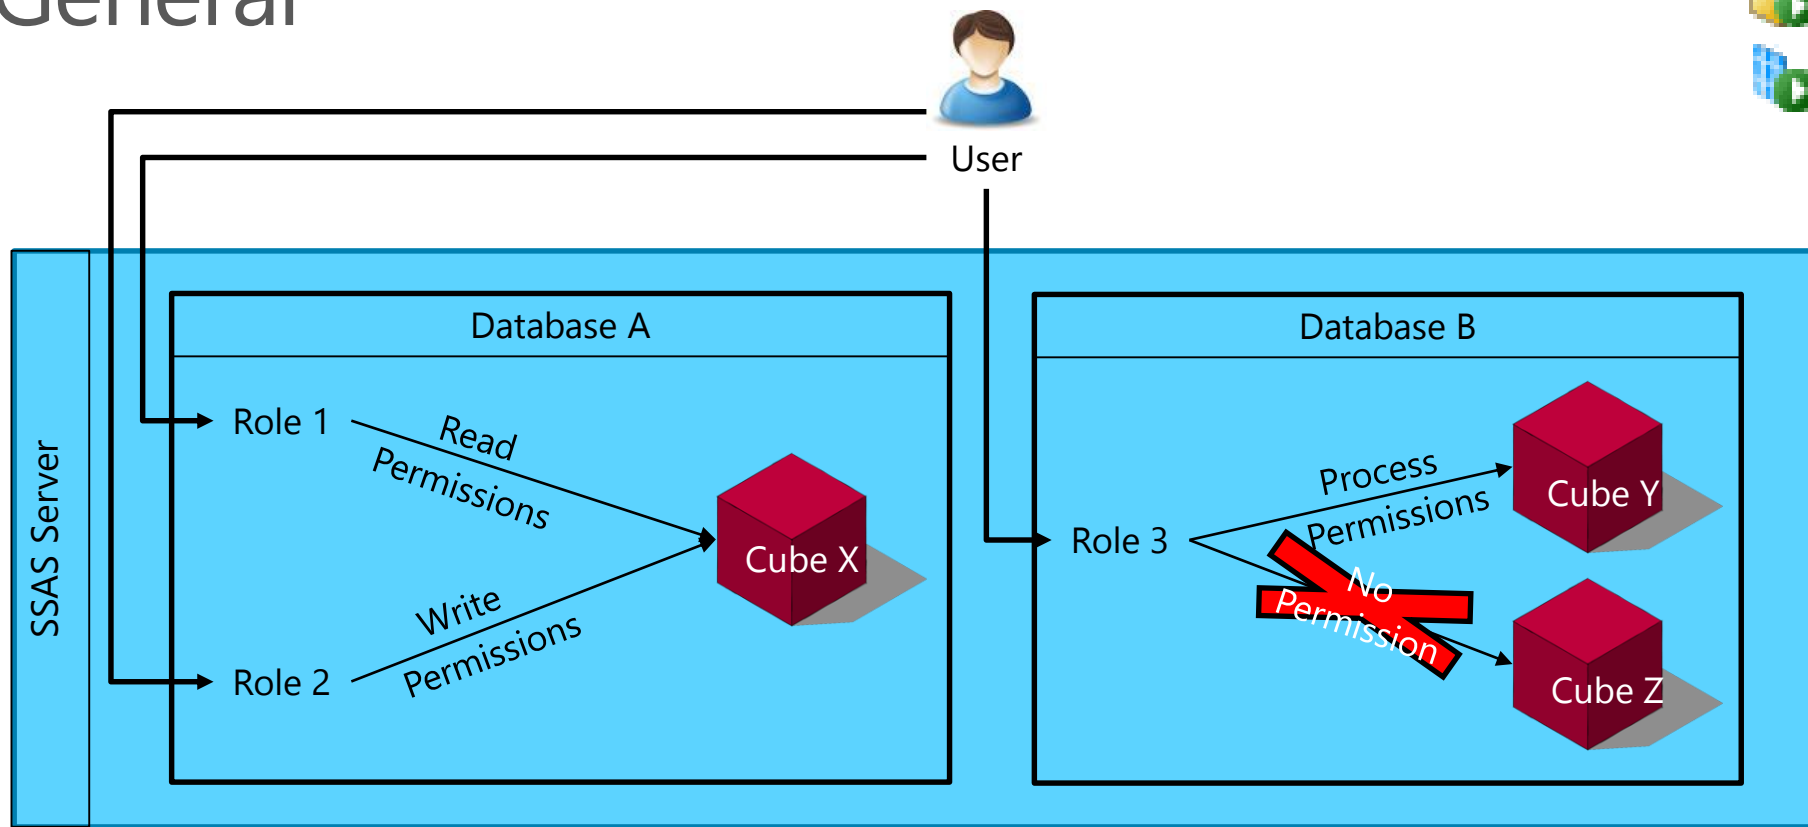 General
User
SSAS Server
Database A
Role 1
Read
Permissions
Cube X
Write
Permissions
Role 2
Database B
Role 3
Process
Permissions
Cube Y
No
Permission
Cube Z